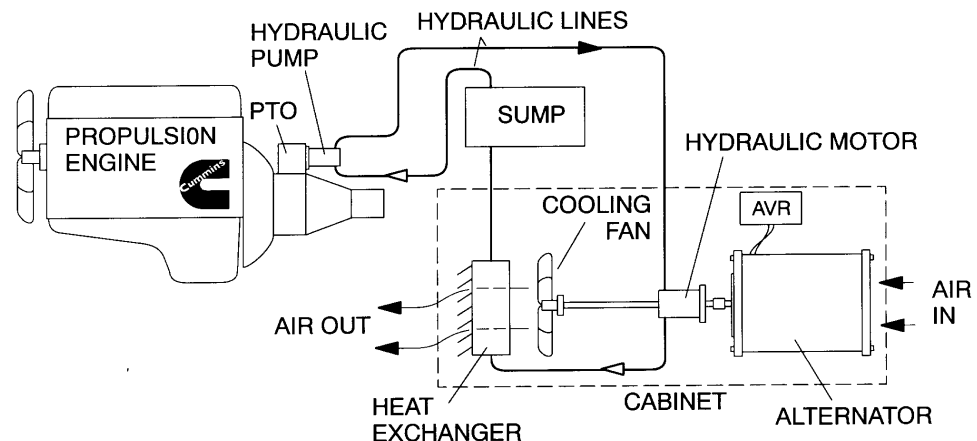 HYDRAULIC LINES
HYDRAULIC
PUMP
PTO
SUMP
PROPULSION
ENGINE
Cummins
HYDRAULIC MOTOR
COOLING
FAN
AVR
AIR
IN
AIR OUT
HEAT
EXCHANGER
CABINET
ALTERNATOR